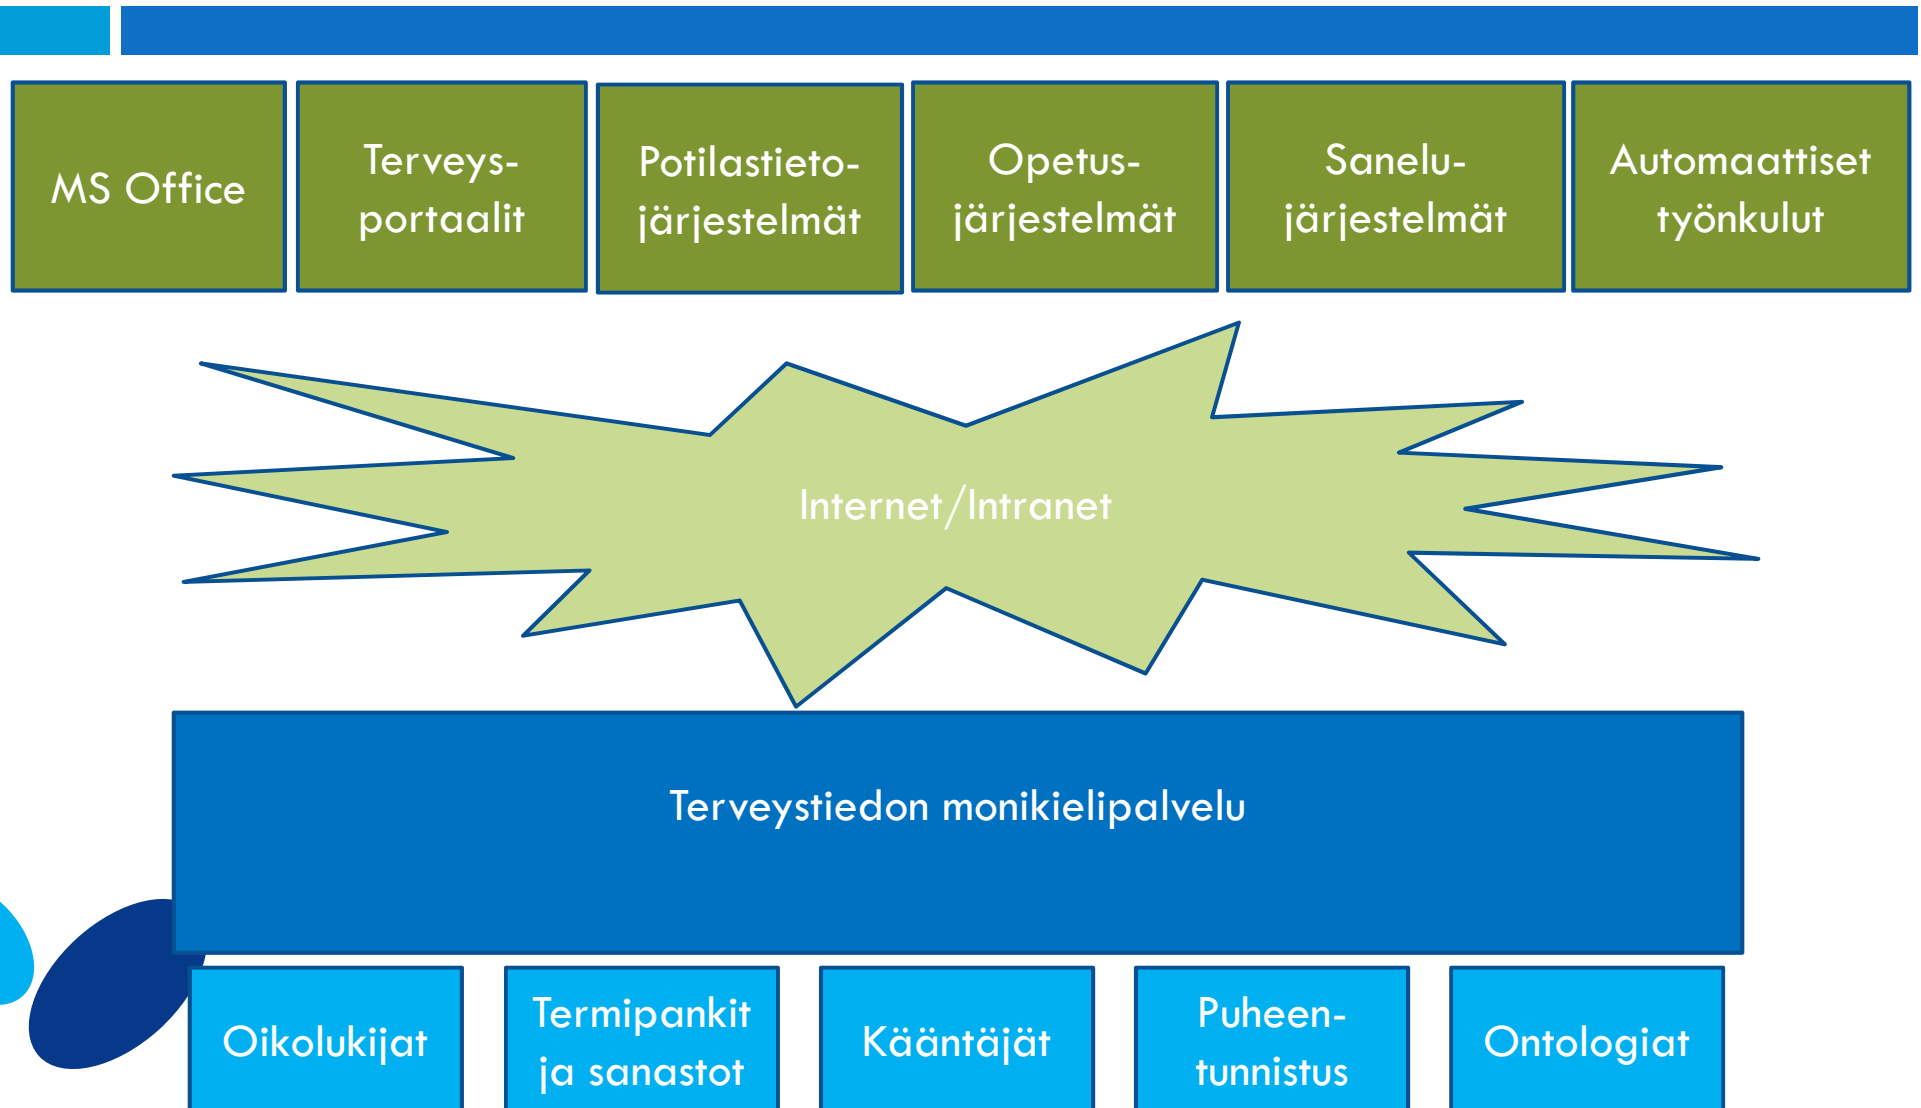 MS Office
Terveys-
portaalit
Potilastieto-
järjestelmät
Opetus-
järjestelmät
Sanelu-
järjestelmät
Automaattiset
työnkulut
Internet/Intranet
Terveystiedon monikielipalvelu
Oikolukijat
Termipankit
ja sanastot
Kääntäjät
Puheen-
tunnistus
Ontologiat